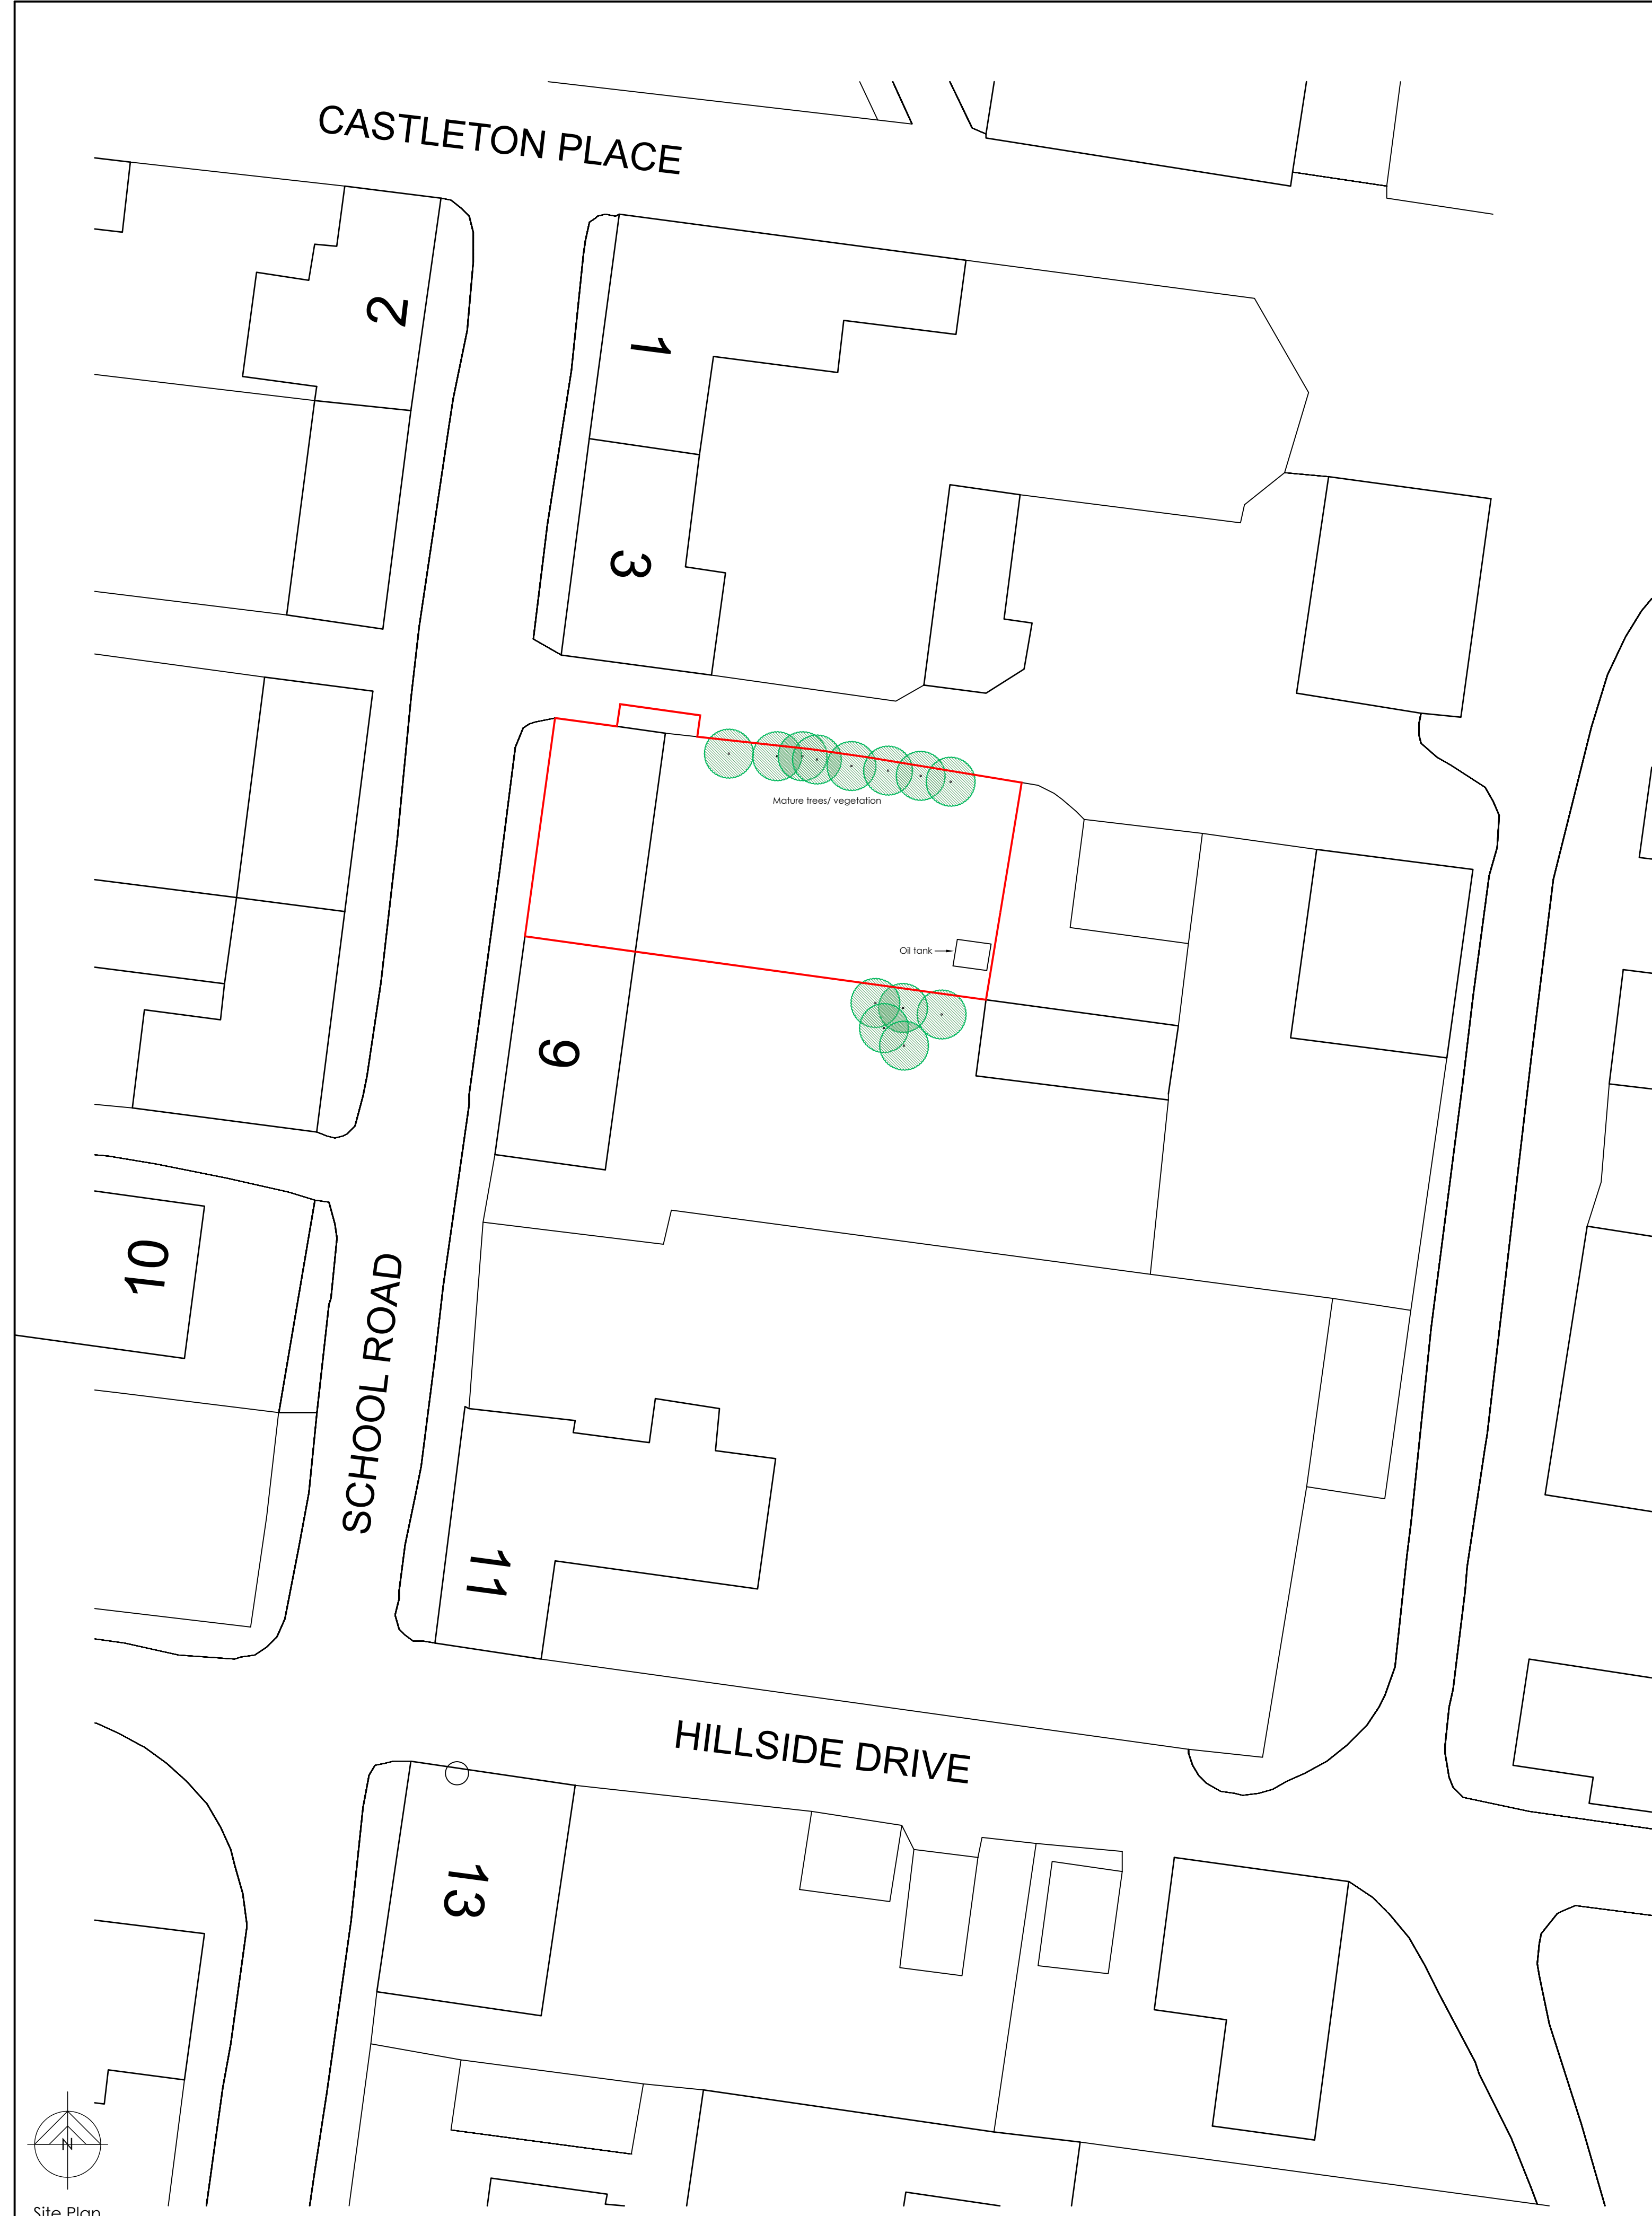 CASTLETON PLACE
2
1
3
Mature trees/ vegetation
Oil tank
9
10
SCHOOL ROAD
11
HILLSIDE DRIVE
13
N
Site Plan